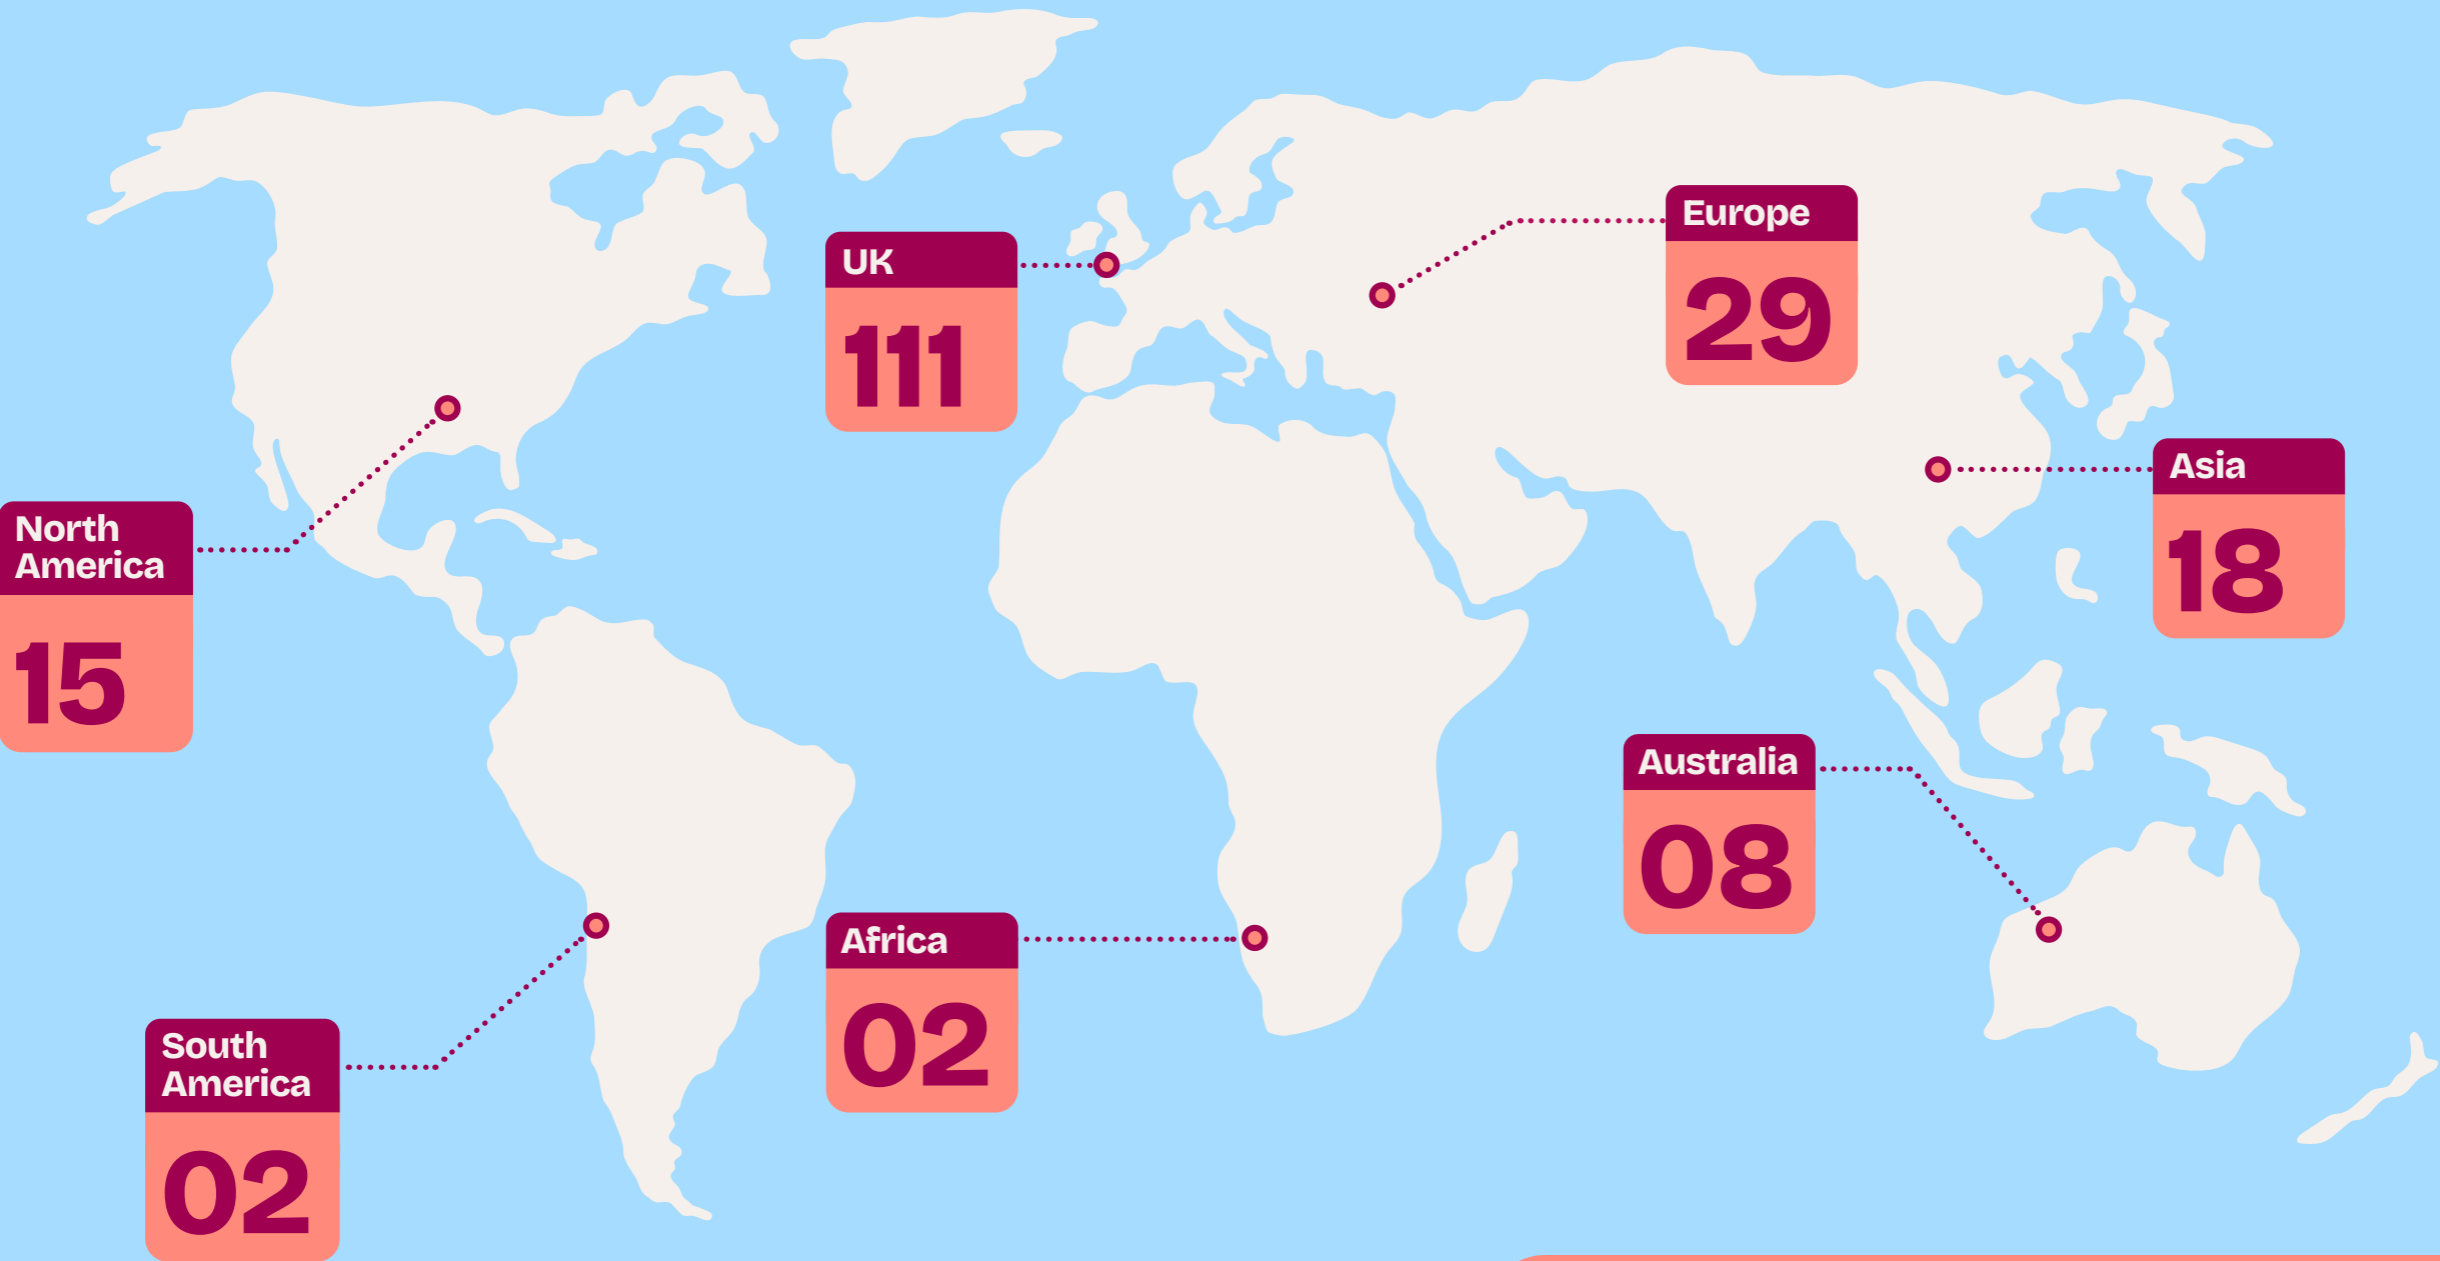 Europe
29
UK
111
Asia
18
North
America
15
Australia
08
Africa
02
South
America
02